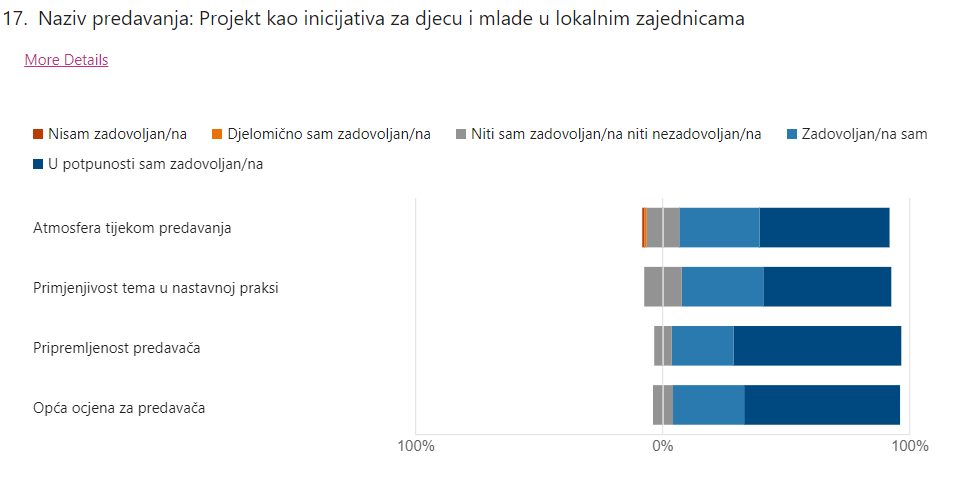 17. Naziv predavanja: Projekt kao inicijativa za djecu i mlade u lokalnim zajednicama
More Details
Nisam zadovoljan/na Djelomično sam zadovoljan/na Niti sam zadovoljan/na niti nezadovoljan/na Zadovoljan/na sam
U potpunosti sam zadovoljan/na
Atmosfera tijekom predavanja
Primjenjivost tema u nastavnoj praksi
Pripremljenost predavača
Opća ocjena za predavača
100% 0% 100%